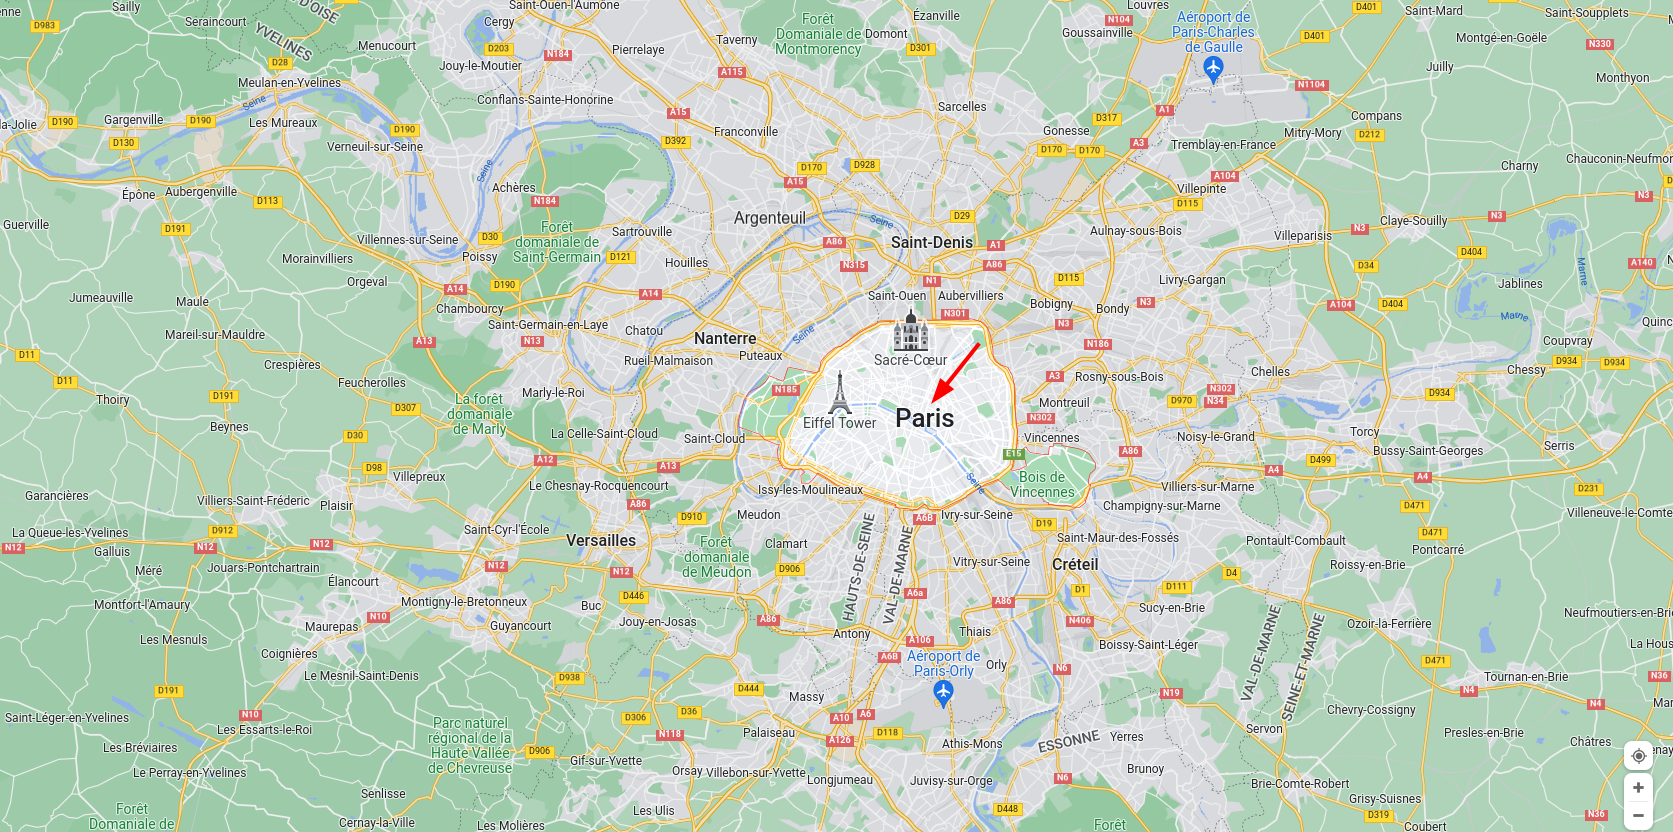 Sailly
Saint-Ouen-l'Aumône
Louvres
D401
Saint-Mard
Saint-Soupplets
D983
Seraincourt
D'OISE
YVELINES
Cergy
Forêt
Domaniale de
Montmorency
Ézanville
Domont
N104
Goussainville
Aéroport de
Paris-Charles
de Gaulle
D401
Montgé-en-Goële
N330
Menucourt
D203
N184
Pierrelaye
Taverny
D301
D28
Jouy-le-Moutier
A115
Juilly
Monthyon
Meulan-en-Yvelines
Seine
Conflans-Sainte-Honorine
A15
Sarcelles
A1
N1104
Compans
D190
Gargenville
D190
Les Mureaux
D190
Franconville
D317
Gonesse
Mitry-Mory
D212
D130
Verneuil-sur-Seine
D392
D170
D170
A3
Tremblay-en-France
Seine
D170
D928
Charny
Épône
Aubergenville
Achères
A15
A104
Villepinte
N3
D113
N184
Argenteuil
Seine
D29
D115
Claye-Souilly
N3
Guerville
D191
Villennes-sur-Seine
D30
Forêt
domaniale de
Saint-Germain
Sartrouville
A86
Saint-Denis
A1
Aulnay-sous-Bois
Villeparisis
N3
D404
Morainvilliers
Poissy
D121
Houilles
N315
A86
D34
A140
Marne
Orgeval
A14
D190
A14
N1
D115
Livry-Gargan
Jablines
Jumeauville
Maule
Chambourcy
Saint-Ouen
Aubervilliers
Bobigny
Bondy
N3
A104
D404
Mareil-sur-Mauldre
Saint-Germain-en-Laye
Chatou
Seine
N301
N3
Marne
A13
N13
Nanterre
Puteaux
Sacré-Cœur
N186
Coupvray
D11
Crespières
Rueil-Malmaison
D934
D934
D11
Feucherolles
Marly-le-Roi
N185
A3
Rosny-sous-Bois
Chelles
Chessy
Thoiry
D191
La forêt
domaniale
de Marly
D307
Eiffel Tower
Paris
Montreuil
N302
N34
D970
D934
N302
Beynes
D30
La Celle-Saint-Cloud
Saint-Cloud
Vincennes
Noisy-le-Grand
Torcy
Serris
A12
A13
E15
A86
D499
Bussy-Saint-Georges
D98
Villepreux
A4
A4
Garancières
Le Chesnay-Rocquencourt
Issy-les-Moulineaux
Seine
Bois de
Vincennes
Villiers-sur-Marne
D231
Villiers-Saint-Fréderic
Plaisir
A86
Meudon
Ivry-sur-Seine
Champigny-sur-Marne
D471
La Queue-les-Yvelines
D912
Saint-Cyr-l'École
D910
A6B
D19
Saint-Maur-des-Fossés
Pontault-Combault
D471
N12
Galluis
N12
N12
Versailles
Forêt
domaniale
de Meudon
Clamart
HAUTS-DE-SEINE
VAL-DE-MARNE
Pontcarré
Méré
Jouars-Pontchartrain
N12
N12
D906
Vitry-sur-Seine
Créteil
D4
Roissy-en-Brie
Élancourt
D446
A6a
D1
D111
Montfort-l'Amaury
Montigny-le-Bretonneux
Buc
A86
Sucy-en-Brie
N10
Jouy-en-Josas
A86
N406
Ozoir-la-Ferrière
Maurepas
Guyancourt
Antony
Thiais
Les Mesnuls
A106
Boissy-Saint-Léger
VAL-DE-MARNE
SEINE-ET-MARNE
Coignières
A6B
Aéroport de
Paris-Orly
Orly
N6
D471
Le Mesnil-Saint-Denis
D938
Tournan-en-Brie
N36
D191
D444
Massy
N19
N4
N4
Saint-Léger-en-Yvelines
N10
D306
D36
A10
A6
Chevry-Cossigny
Les Essarts-le-Roi
Parc naturel
régional de la
Haute Vallée
de Chevreuse
N118
Palaiseau
A126
D118
Athis-Mons
ESSONNE
Yerres
Servon
Presles-en-Brie
Châtres
Les Bréviaires
D906
Gif-sur-Yvette
Le Perray-en-Yvelines
Orsay
Villebon-sur-Yvette
Longjumeau
Juvisy-sur-Orge
N6
Brunoy
Brie-Comte-Robert
Senlisse
Grisy-Suisnes
Forêt
Domaniale de
Cernay-la-Ville
Les Molières
Les Ulis
D448
Forêt
D319
Coubert
N36